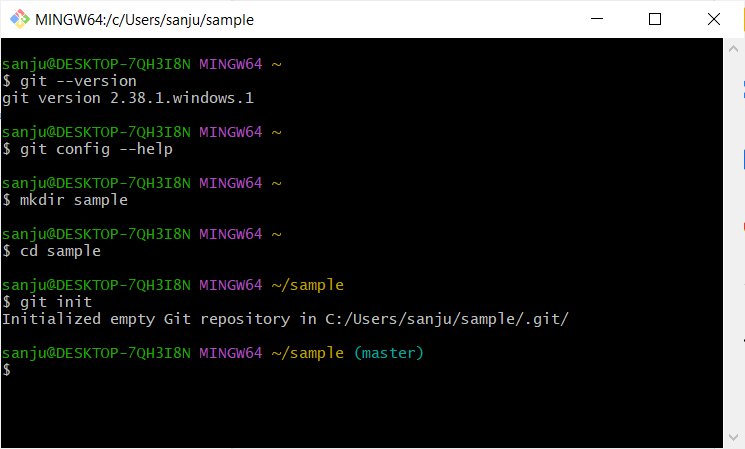 MINGW64:/c/Users/sanju/sample
sanju@DESKTOP-7QH3I8N MINGW64 ~
$ git --version
git version 2.38.1.windows.1
sanju@DESKTOP-7QH3I8N MINGW64 ~
$ git config --help
sanju@DESKTOP-7QH3I8N MINGW64 ~
$ mkdir sample
sanju@DESKTOP-7QH3I8N MINGW64 ~
$ cd sample
sanju@DESKTOP-7QH3I8N MINGW64 ~/sample
$ git init
Initialized empty Git repository in C:/Users/sanju/sample/.git/
sanju@DESKTOP-7QH3I8N MINGW64 ~/sample (master)
$